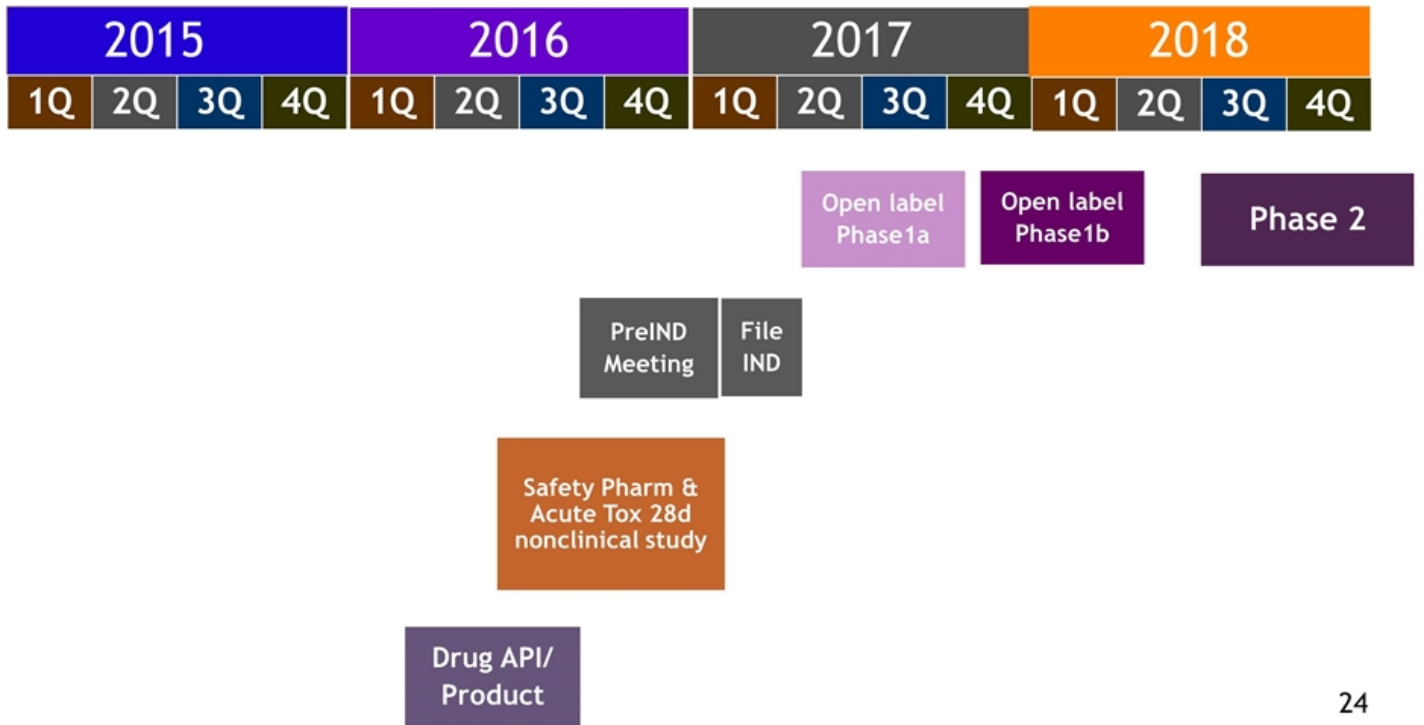 2015 2016 2017 2018
1Q 2Q 3Q 4Q 1Q 2Q 3Q 4Q 1Q 2Q 3Q 4Q 1Q 2Q 3Q 4Q
Open label
Phase1a
Open label
Phase1b
Phase 2
PreIND
Meeting
File
IND
Safety Pharm &
Acute Tox 28d
nonclinical study
Drug API/
Product
24